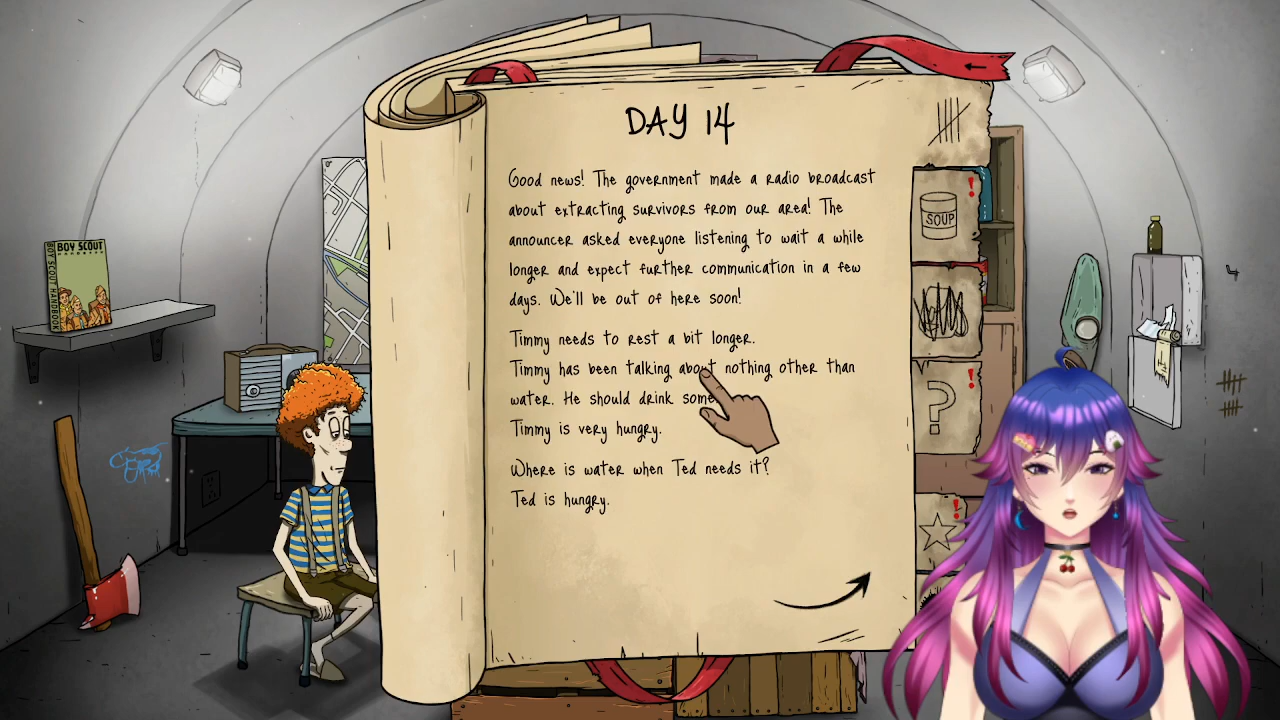 DAY 14
Good news! The government made a radio broadcast
about extracting survivors from our area! The
announcer asked everyone listening to wait a while
longer and expect further communication in a few
days. We'll be out of here soon!
Timmy needs to rest a bit longer.
Timmy has been talking about nothing other than
water. He should drink some
Timmy is very hungry.
Where is water when Ted needs it?
Ted is hungry.
SOUP
?
BOY SCOUT
BOY SCOUT HANDBOOK